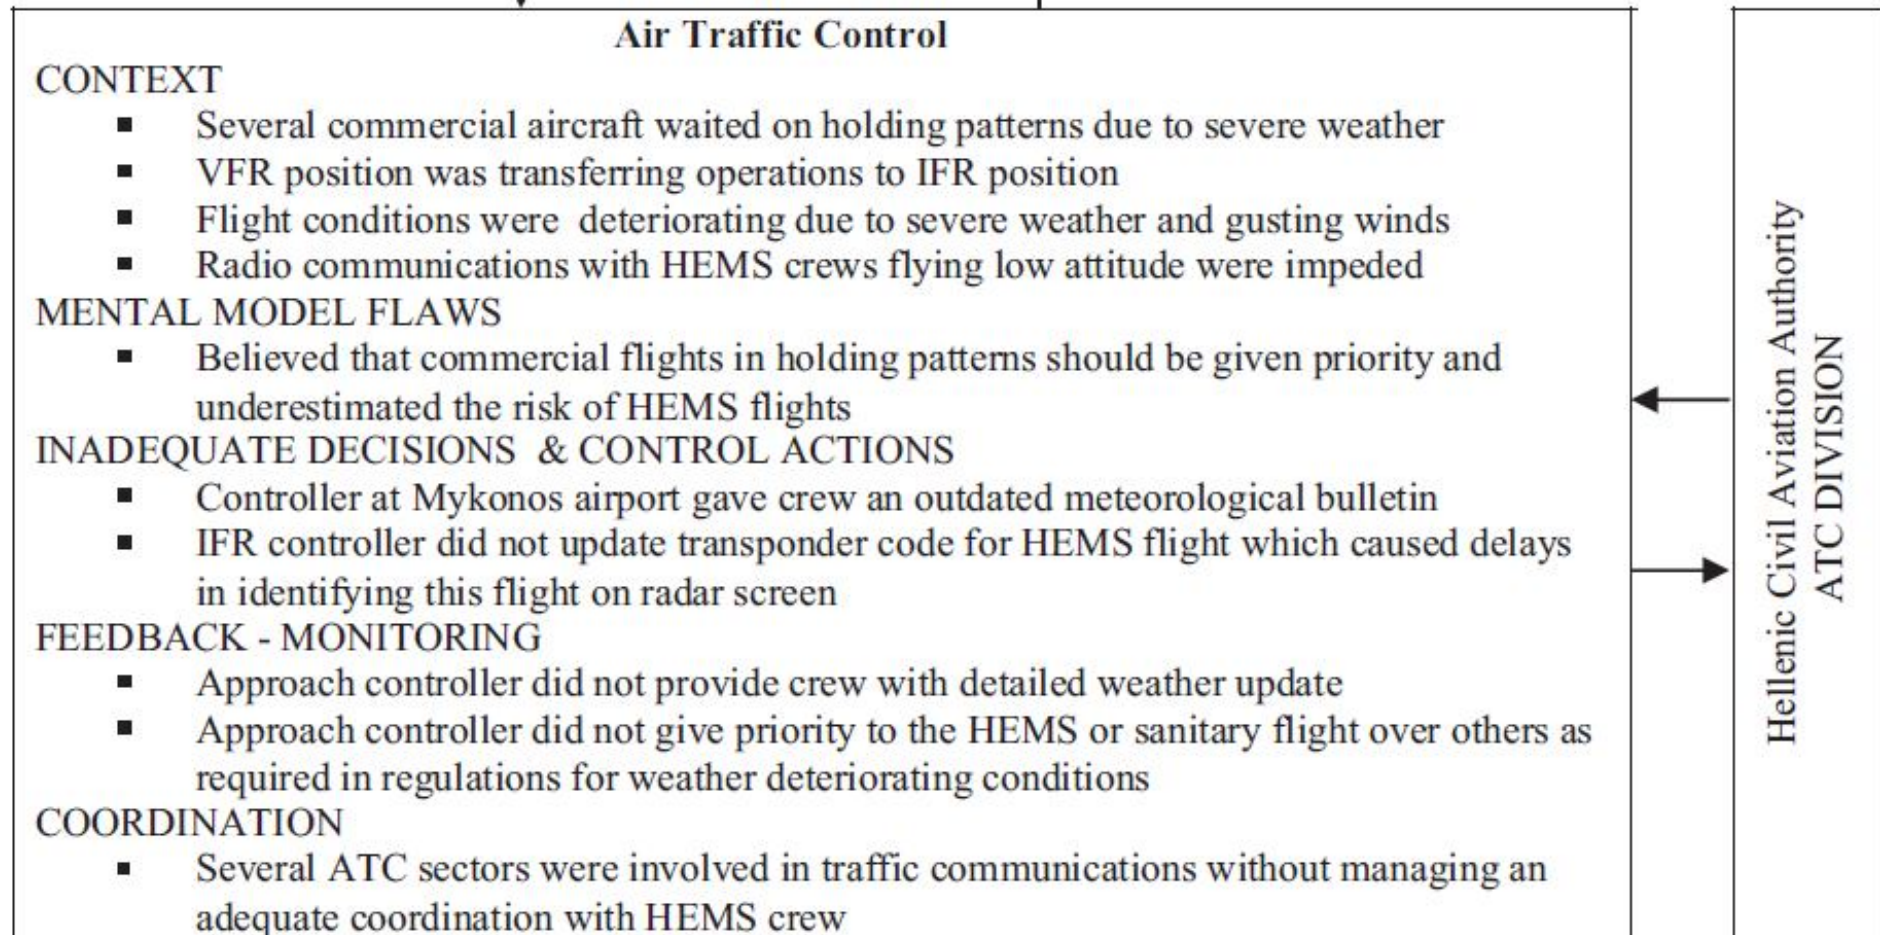 Air Traffic Control
CONTEXT
▪ Several commercial aircraft waited on holding patterns due to severe weather
▪ VFR position was transferring operations to IFR position
▪ Flight conditions were deteriorating due to severe weather and gusting winds
▪ Radio communications with HEMS crews flying low attitude were impeded
MENTAL MODEL FLAWS
▪ Believed that commercial flights in holding patterns should be given priority and
underestimated the risk of HEMS flights
INADEQUATE DECISIONS & CONTROL ACTIONS
▪ Controller at Mykonos airport gave crew an outdated meteorological bulletin
▪ IFR controller did not update transponder code for HEMS flight which caused delays
in identifying this flight on radar screen
FEEDBACK - MONITORING
▪ Approach controller did not provide crew with detailed weather update
▪ Approach controller did not give priority to the HEMS or sanitary flight over others as
required in regulations for weather deteriorating conditions
COORDINATION
▪ Several ATC sectors were involved in traffic communications without managing an
adequate coordination with HEMS crew
Hellenic Civil Aviation Authority
ATC DIVISION